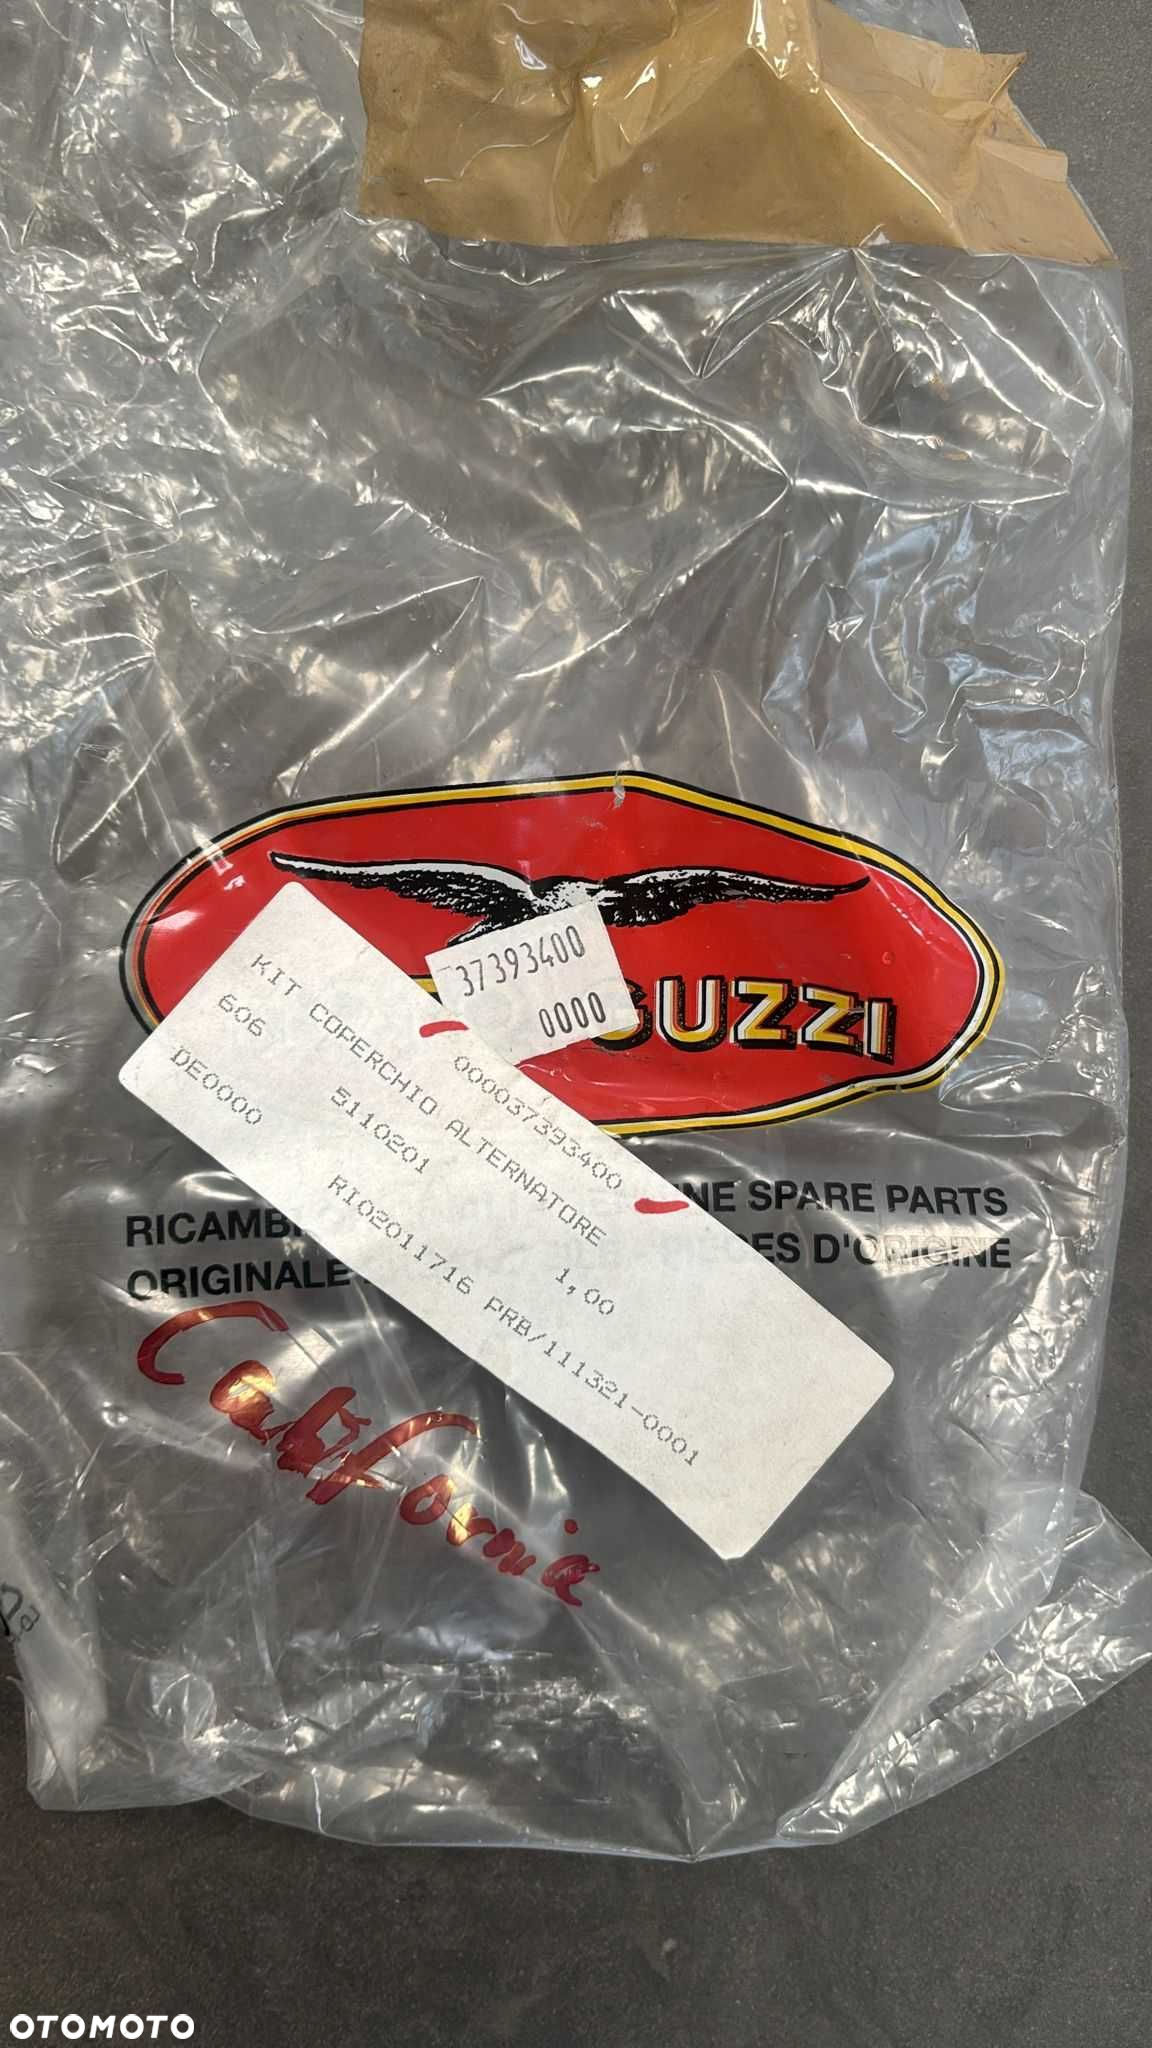 37393400
0000
GUZZI
000037393400
KIT COPERCHIO ALTERNATORE
606 5110201 1,00
DE0000 RI02011716 PRB/111321-0001
SPARE PARTS
RICAMBI
D'ORIGINE
ORIGINALE
California
OTOMOTO